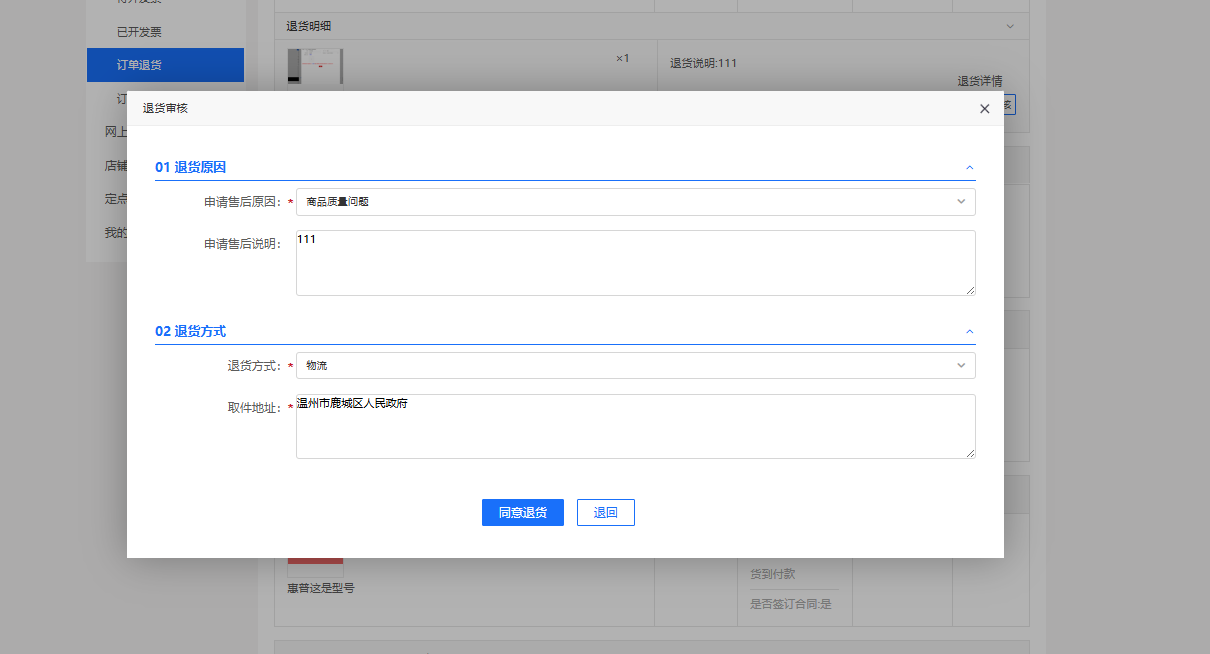 已开发票
退货明细
订单退货
×1
退货说明:111
退货详情
订
退货审核
网上
店铺
定点
我的
01 退货原因
申请售后原因: * 商品质量问题
申请售后说明:
111
02 退货方式
退货方式: * 物流
取件地址: *
温州市鹿城区人民政府
同意退货
退回
货到付款
惠普这是型号
是否签订合同:是